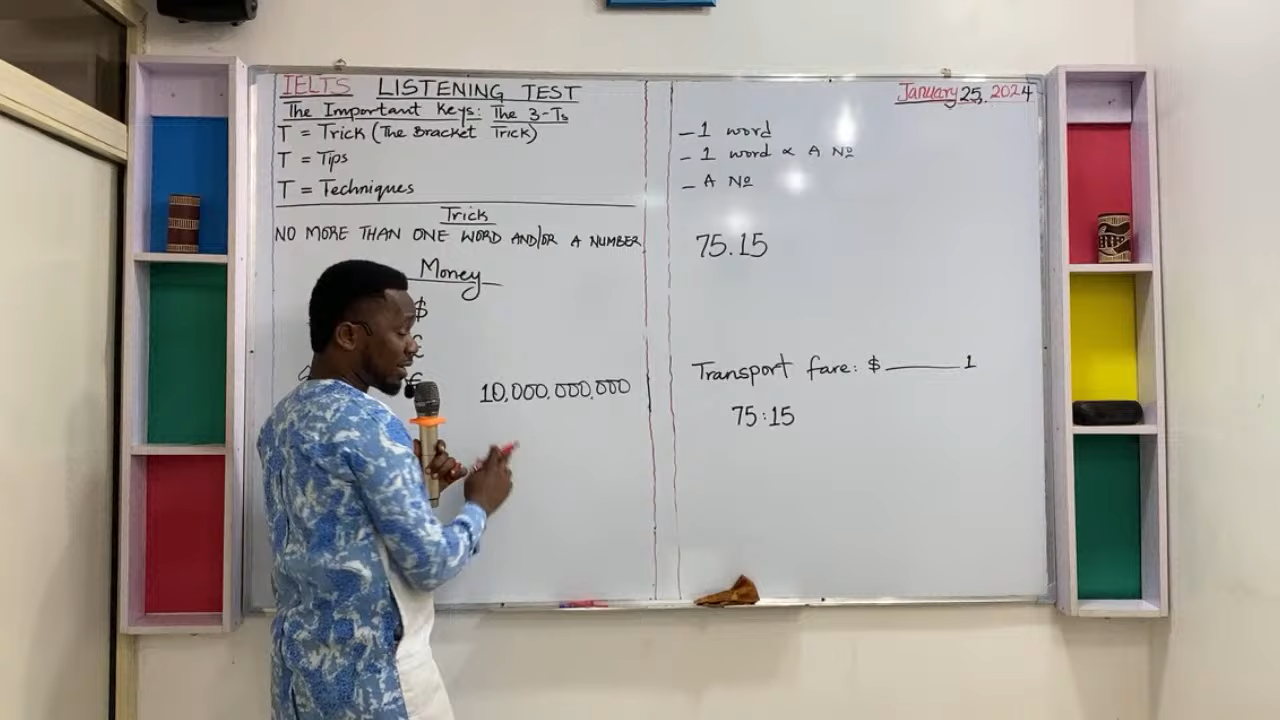 IELTS LISTENING TEST
The Important Keys: The 3-Ts
T = Trick (The Bracket Trick)
T = Tips
T = Techniques
Trick
NO MORE THAN ONE WORD AND/OR A NUMBER
Money
$
€
10,000,000,000
January 25, 2024
- 1 word
- 1 word & A No
- A No
75.15
Transport fare: $ ______ 1
75:15